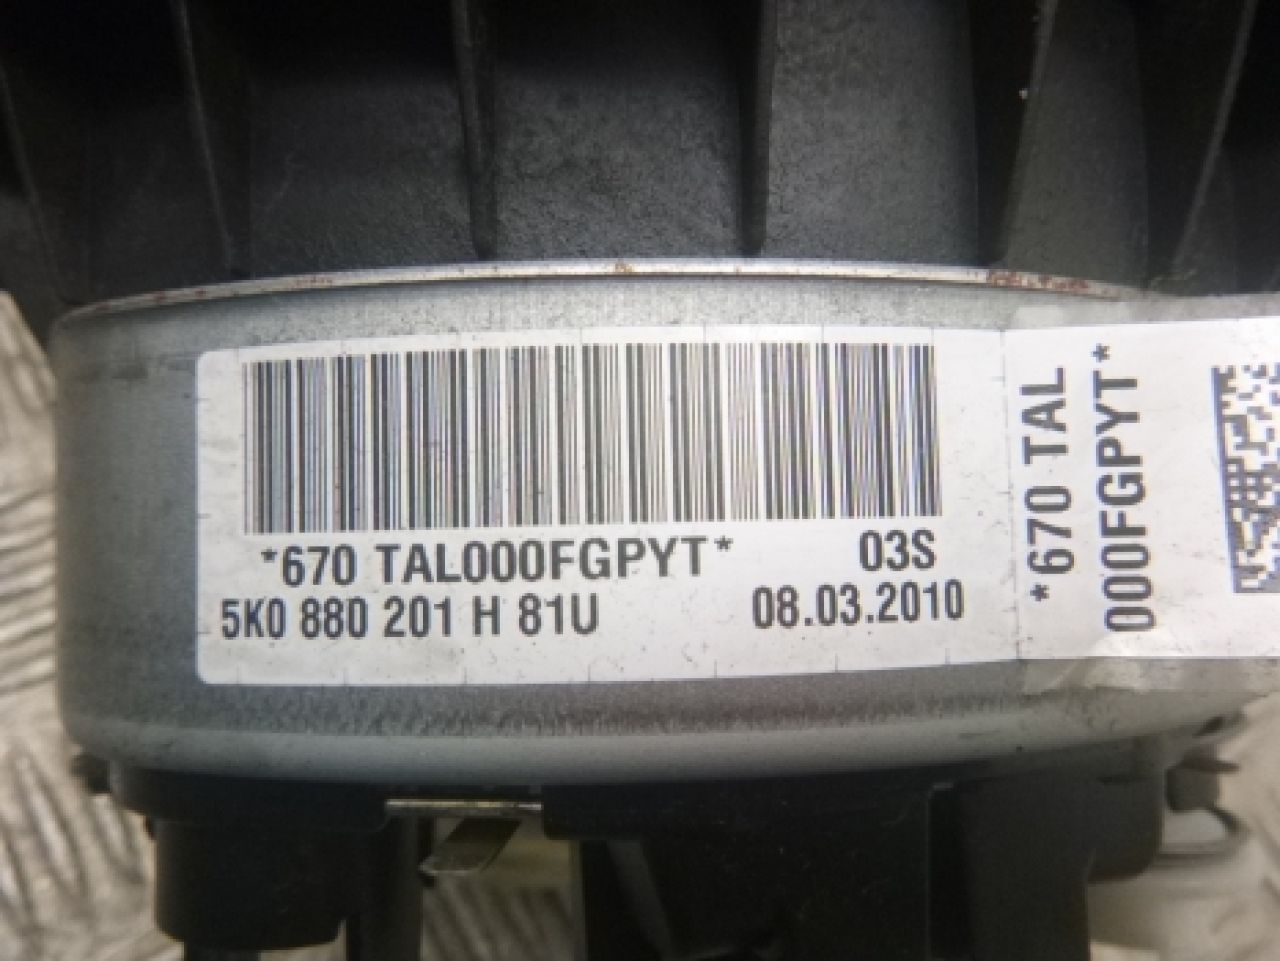 *670 TAL000FGPYT* 03S
5K0 880 201 H 81U 08.03.2010
*670 TAL
000FGPYT*